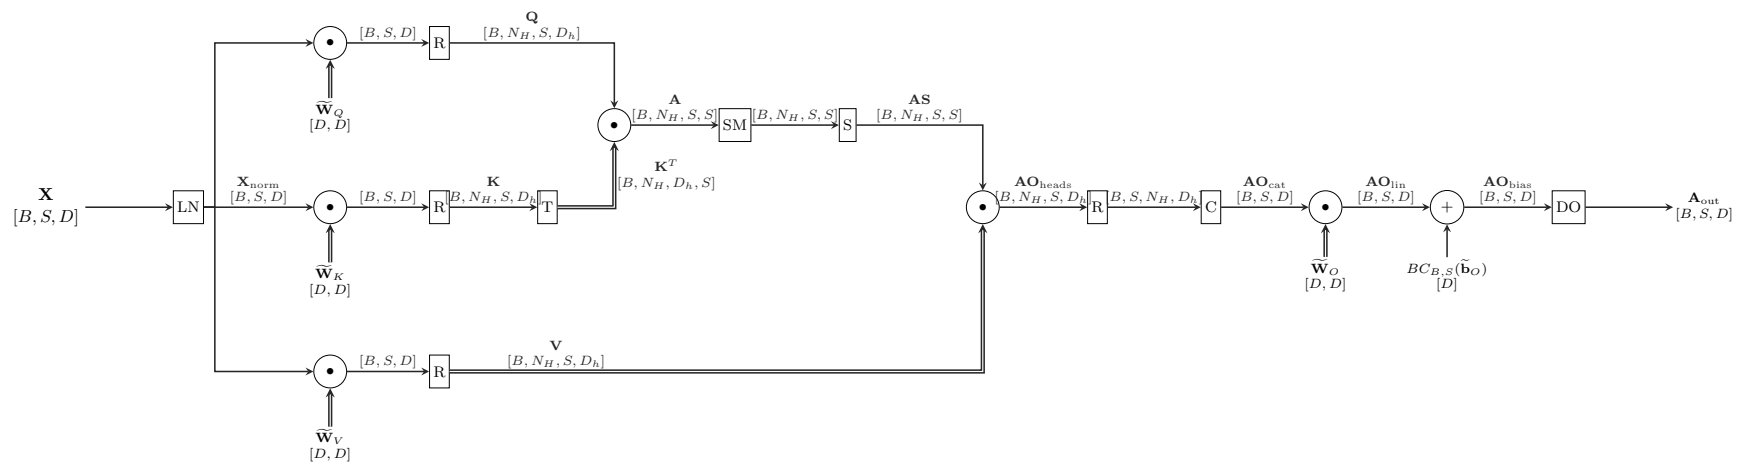 Q
[B, S, D]
R
[B, N_H, S, D_h]
W̃_Q
[D, D]
A
[B, N_H, S, S]
SM
[B, N_H, S, S]
S
AS
[B, N_H, S, S]
K^T
[B, N_H, D_h, S]
X
[B, S, D]
LN
X_norm
[B, S, D]
[B, S, D]
R
K
[B, N_H, S, D_h]
T
W̃_K
[D, D]
AO_heads
[B, N_H, S, D_h]
R
[B, S, N_H, D_h]
C
AO_cat
[B, S, D]
AO_lin
[B, S, D]
+
AO_bias
[B, S, D]
DO
A_out
[B, S, D]
W̃_O
[D, D]
BC_{B,S}(b̃_O)
[D]
[B, S, D]
R
V
[B, N_H, S, D_h]
W̃_V
[D, D]